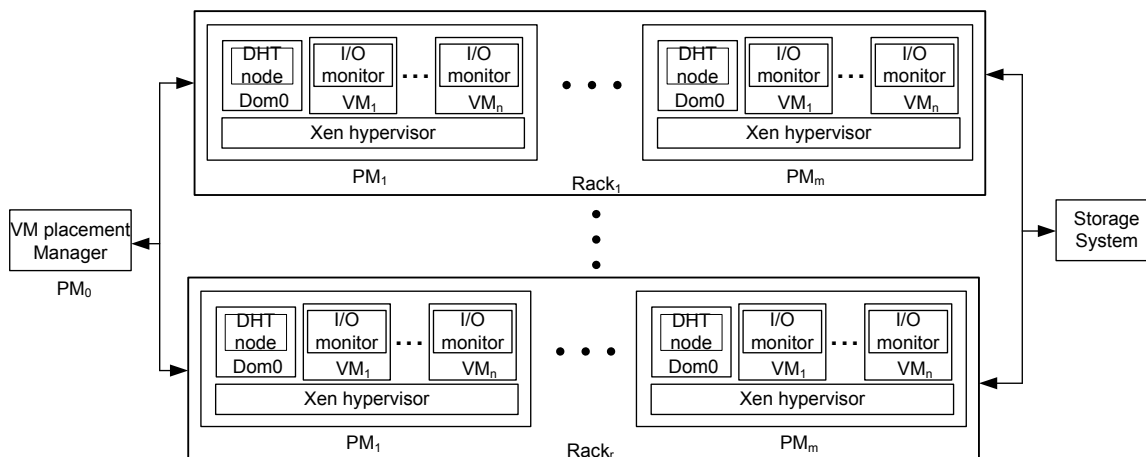 DHT
node
Dom0
I/O
monitor
VM1
...
I/O
monitor
VMn
Xen hypervisor
PM1
DHT
node
Dom0
I/O
monitor
VM1
...
I/O
monitor
VMn
Xen hypervisor
PMm
Rack1
VM placement
Manager
PM0
Storage
System
DHT
node
Dom0
I/O
monitor
VM1
...
I/O
monitor
VMn
Xen hypervisor
PM1
DHT
node
Dom0
I/O
monitor
VM1
...
I/O
monitor
VMn
Xen hypervisor
PMm
Rackr